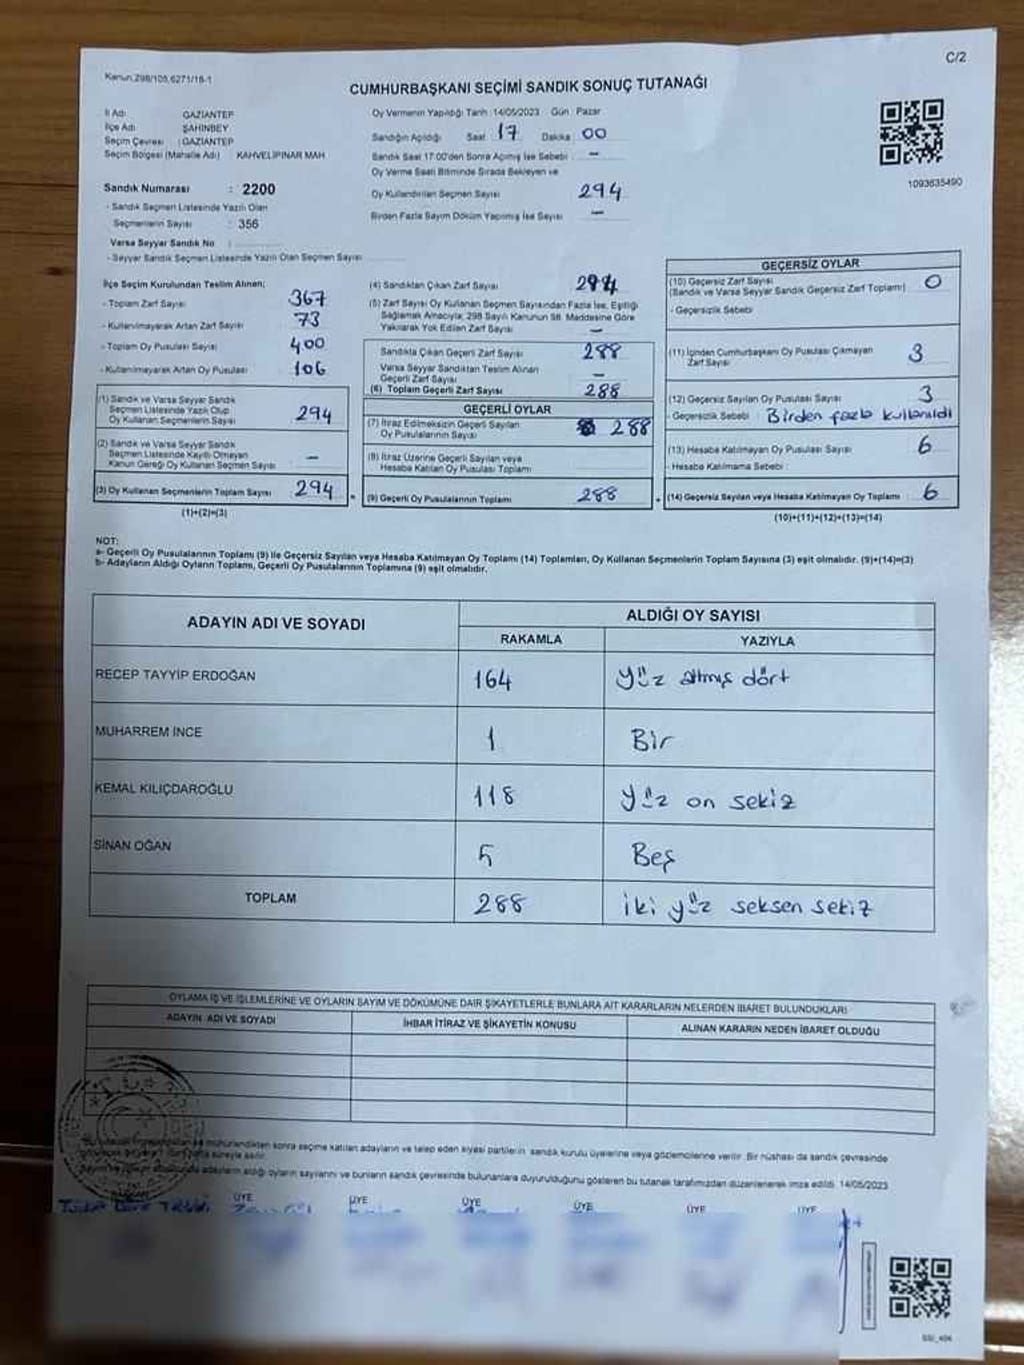 Kanun.298/105,6271/18-1
C/2
CUMHURBAŞKANI SEÇİMİ SANDIK SONUÇ TUTANAĞI
İl Adı : GAZİANTEP
İlçe Adı : ŞAHİNBEY
Seçim Çevresi : GAZİANTEP
Seçim Bölgesi (Mahalle Adı) KAHVELİPINAR MAH
Sandık Numarası : 2200
- Sandık Seçmen Listesinde Yazılı Olan
Seçmenlerin Sayısı : 356
Varsa Seyyar Sandık No :
- Seyyar Sandık Seçmen Listesinde Yazılı Olan Seçmen Sayısı
Oy Vermenin Yapıldığı Tarih :14/05/2023 Gün : Pazar
Sandığın Açıldığı Saat 17 Dakika : 00
Sandık Saat 17:00'den Sonra Açılmış İse Sebebi : -
Oy Verme Saati Bitiminde Sırada Bekleyen ve
Oy Kullandırılan Seçmen Sayısı 294
Birden Fazla Sayım Döküm Yapılmış İse Sayısı -
1093635490
İlçe Seçim Kurulundan Teslim Alınan;
- Toplam Zarf Sayısı 367
- Kullanılmayarak Artan Zarf Sayısı 73
- Toplam Oy Pusulası Sayısı 400
- Kullanılmayarak Artan Oy Pusulası 106
(1) Sandık ve Varsa Seyyar Sandık
Seçmen Listesinde Yazılı Olup
Oy Kullanan Seçmenlerin Sayısı 294
(2) Sandık ve Varsa Seyyar Sandık
Seçmen Listesinde Kayıtlı Olmayan
Kanun Gereği Oy Kullanan Seçmen Sayısı -
(3) Oy Kullanan Seçmenlerin Toplam Sayısı 294
(1)+(2)=(3)
(4) Sandıktan Çıkan Zarf Sayısı 294
(5) Zarf Sayısı Oy Kullanan Seçmen Sayısından Fazla İse, Eşitliği
Sağlamak Amacıyla; 298 Sayılı Kanunun 98. Maddesine Göre
Yakılarak Yok Edilen Zarf Sayısı -
Sandıkta Çıkan Geçerli Zarf Sayısı 288
Varsa Seyyar Sandıktan Teslim Alınan
Geçerli Zarf Sayısı -
(6) Toplam Geçerli Zarf Sayısı 288
GEÇERLİ OYLAR
(7) İtiraz Edilmeksizin Geçerli Sayılan
Oy Pusulalarının Sayısı 288
(8) İtiraz Üzerine Geçerli Sayılan veya
Hesaba Katılan Oy Pusulası Toplamı
(9) Geçerli Oy Pusulalarının Toplamı 288
GEÇERSİZ OYLAR
(10) Geçersiz Zarf Sayısı
(Sandık ve Varsa Seyyar Sandık Geçersiz Zarf Toplamı) 0
- Geçersizlik Sebebi
(11) İçinden Cumhurbaşkanı Oy Pusulası Çıkmayan
Zarf Sayısı 3
(12) Geçersiz Sayılan Oy Pusulası Sayısı 3
- Geçersizlik Sebebi : Birden fazla kullanıldı
(13) Hesaba Katılmayan Oy Pusulası Sayısı 6
- Hesaba Katılmama Sebebi :
(14) Geçersiz Sayılan veya Hesaba Katılmayan Oy Toplamı 6
(10)+(11)+(12)+(13)=(14)
NOT:
a- Geçerli Oy Pusulalarının Toplamı (9) ile Geçersiz Sayılan veya Hesaba Katılmayan Oy Toplamı (14) Toplamları, Oy Kullanan Seçmenlerin Toplam Sayısına (3) eşit olmalıdır. (9)+(14)=(3)
b- Adayların Aldığı Oyların Toplamı, Geçerli Oy Pusulalarının Toplamına (9) eşit olmalıdır.
ADAYIN ADI VE SOYADI ALDIĞI OY SAYISI
RAKAMLA YAZIYLA
RECEP TAYYİP ERDOĞAN 164 Yüz altmış dört
MUHARREM İNCE 1 Bir
KEMAL KILIÇDAROĞLU 118 Yüz on sekiz
SİNAN OĞAN 5 Beş
TOPLAM 288 iki yüz seksen sekiz
OYLAMA İŞ VE İŞLEMLERİNE VE OYLARIN SAYIM VE DÖKÜMÜNE DAİR ŞİKAYETLERLE BUNLARA AİT KARARLARIN NELERDEN İBARET BULUNDUKLARI
ADAYIN ADI VE SOYADI İHBAR İTİRAZ VE ŞİKAYETİN KONUSU ALINAN KARARIN NEDEN İBARET OLDUĞU
T.C.
mühürlendikten sonra seçime katılan adayların ve talep eden siyasi partilerin sandık kurulu üyelerine veya gözlemcilerine verilir. Bir nüshası da sandık çevresinde
süreyle asılır.
adayların aldığı oyların sayılarını ve bunların sandık çevresinde bulunanlara duyurulduğunu gösteren bu tutanak tarafımızdan düzenlenerek imza edildi. 14/05/2023
ÜYE ÜYE ÜYE ÜYE ÜYE ÜYE